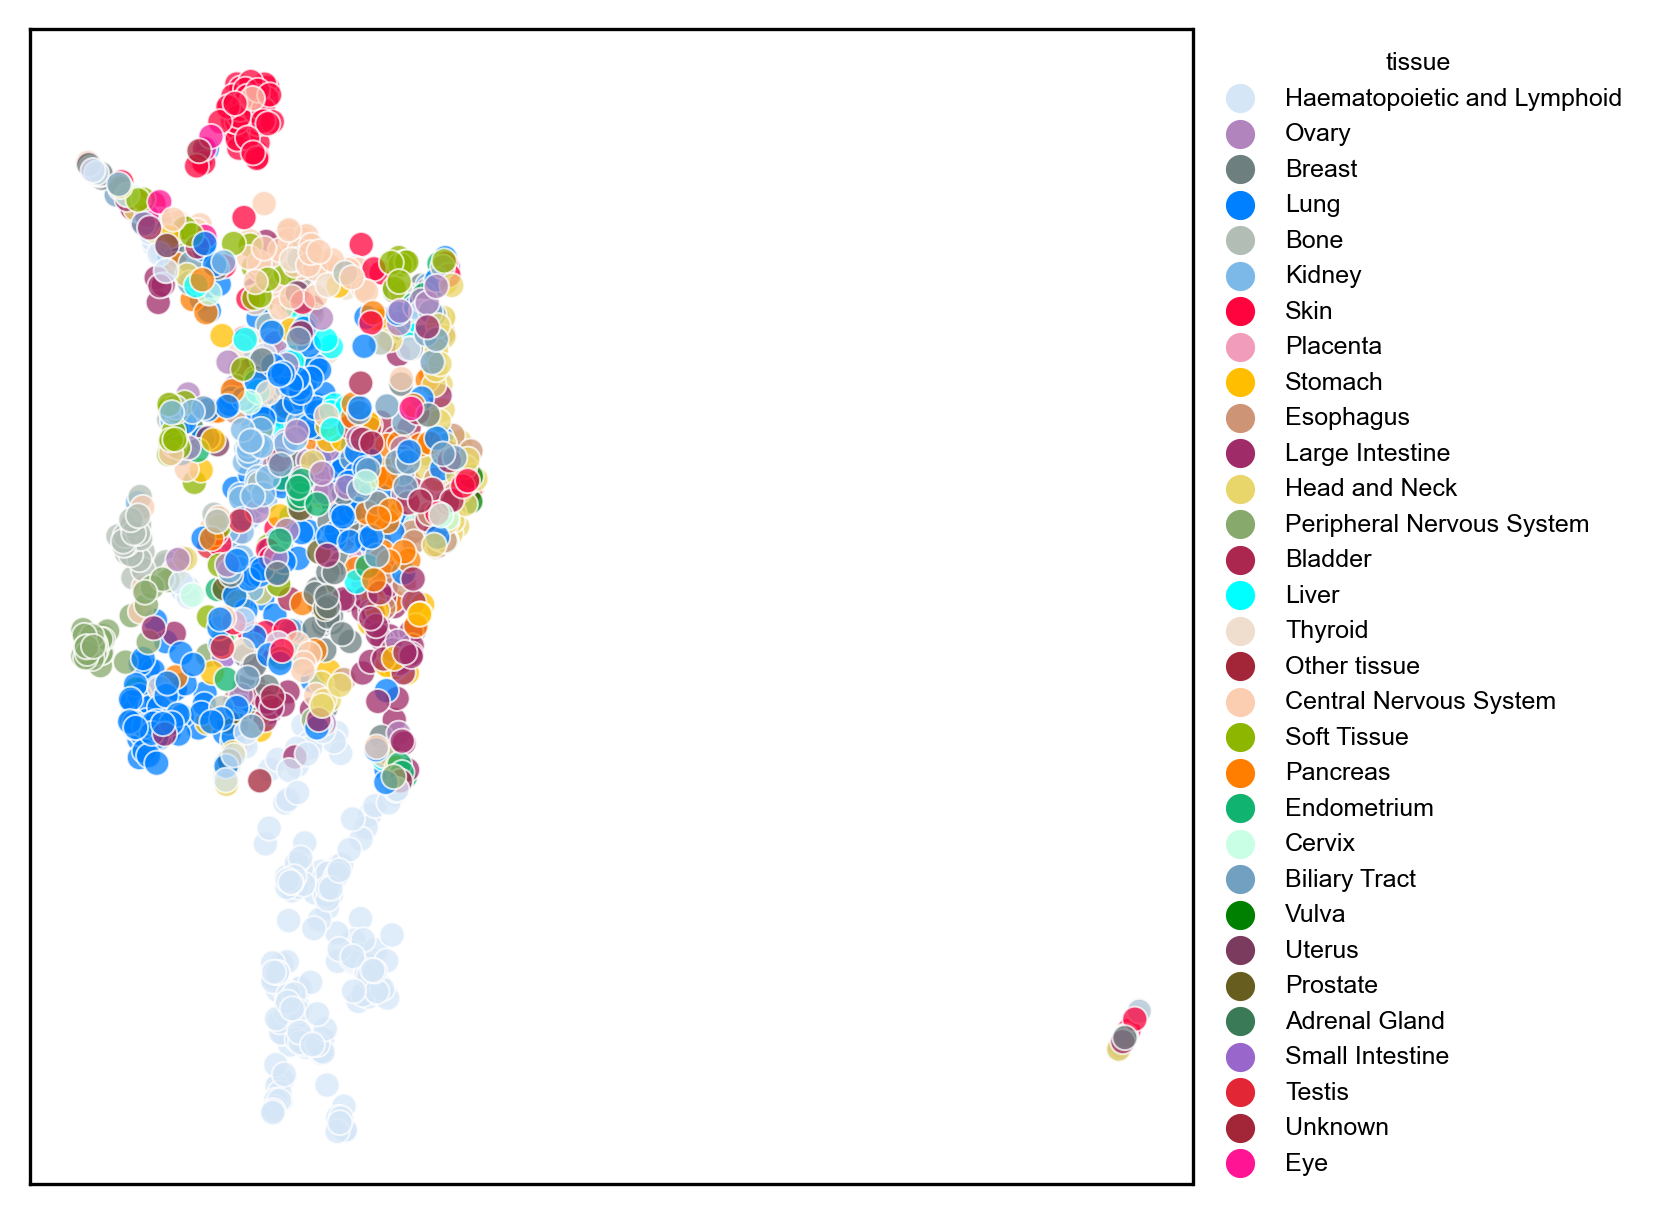 tissue
Haematopoietic and Lymphoid
Ovary
Breast
Lung
Bone
Kidney
Skin
Placenta
Stomach
Esophagus
Large Intestine
Head and Neck
Peripheral Nervous System
Bladder
Liver
Thyroid
Other tissue
Central Nervous System
Soft Tissue
Pancreas
Endometrium
Cervix
Biliary Tract
Vulva
Uterus
Prostate
Adrenal Gland
Small Intestine
Testis
Unknown
Eye